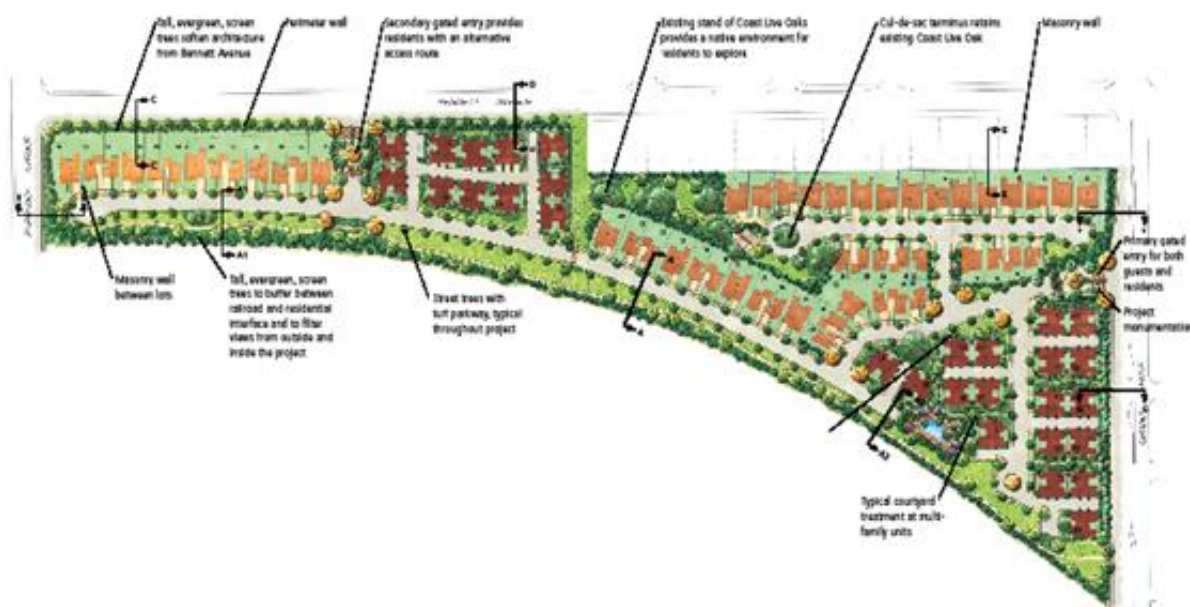 Tall, evergreen, screen
trees soften architecture
from Bennett Avenue
Perimeter wall
Secondary gated entry provides
residents with an alternative
access route
Existing stand of Coast Live Oaks
provides a native environment for
residents to explore
Cul-de-sac terminus retains
existing Coast Live Oak
Masonry wall
C
C
D
A1
Masonry wall
between lots
Tall, evergreen, screen
trees to buffer between
railroad and residential
interface and to filter
views from outside and
inside the project
Street trees with
turf parkway, typical
throughout project
A
A2
Primary gated
entry for both
guests and
residents
Project
monumentation
Typical courtyard
treatment at multi-
family units